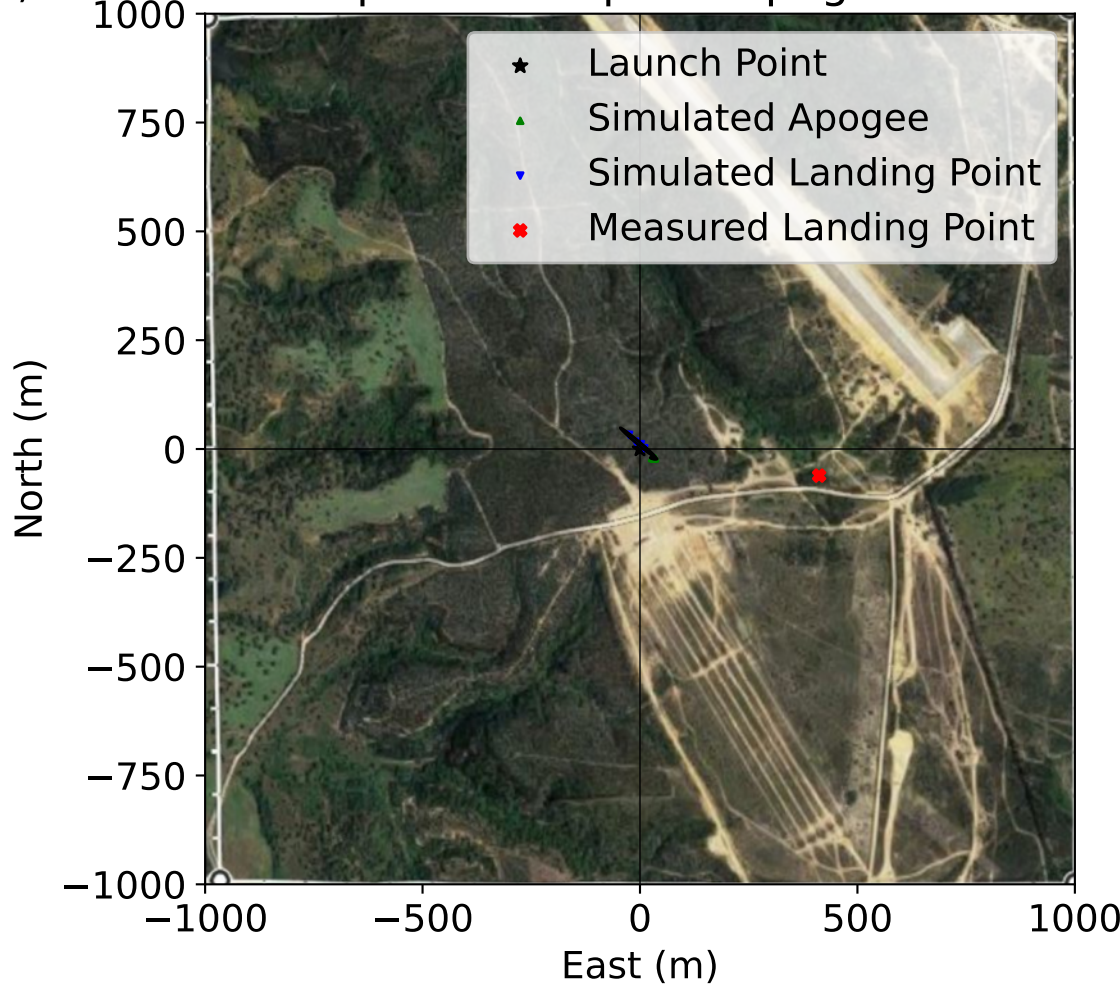 1000
750
500
250
0
−250
−500
−750
−1000
North (m)
Launch Point
Simulated Apogee
Simulated Landing Point
Measured Landing Point
−1000
−500
0
500
1000
East (m)